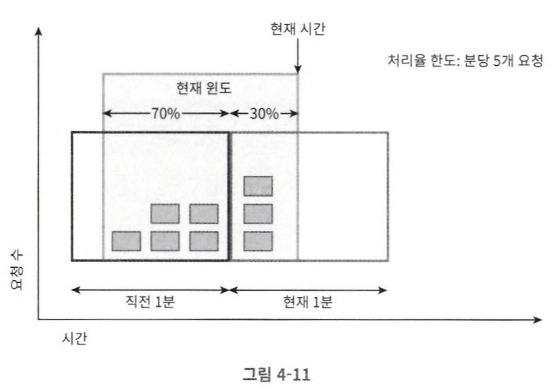 현재 시간
처리율 한도: 분당 5개 요청
현재 윈도
70%
30%
요청 수
직전 1분
현재 1분
시간
그림 4-11